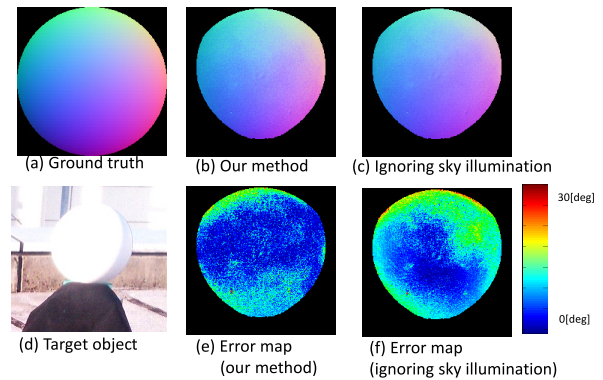 (a) Ground truth
(b) Our method
(c) Ignoring sky illumination
30[deg]
0[deg]
(d) Target object
(e) Error map
(our method)
(f) Error map
(ignoring sky illumination)